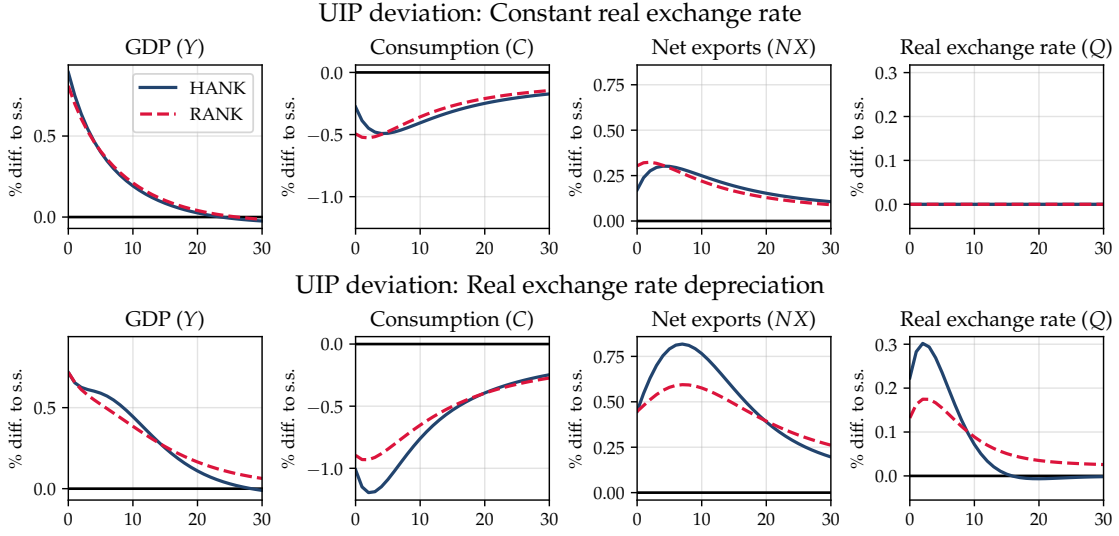 UIP deviation: Constant real exchange rate
GDP (Y)
Consumption (C)
Net exports (NX)
Real exchange rate (Q)
% diff. to s.s.
0.5
0.0
0 10 20 30
HANK
RANK
% diff. to s.s.
0.0
−0.5
−1.0
0 10 20 30
% diff. to s.s.
0.75
0.50
0.25
0.00
0 10 20 30
% diff. to s.s.
0.3
0.2
0.1
0.0
0 10 20 30
UIP deviation: Real exchange rate depreciation
GDP (Y)
Consumption (C)
Net exports (NX)
Real exchange rate (Q)
% diff. to s.s.
0.5
0.0
0 10 20 30
% diff. to s.s.
0.0
−0.5
−1.0
0 10 20 30
% diff. to s.s.
0.75
0.50
0.25
0.00
0 10 20 30
% diff. to s.s.
0.3
0.2
0.1
0.0
0 10 20 30